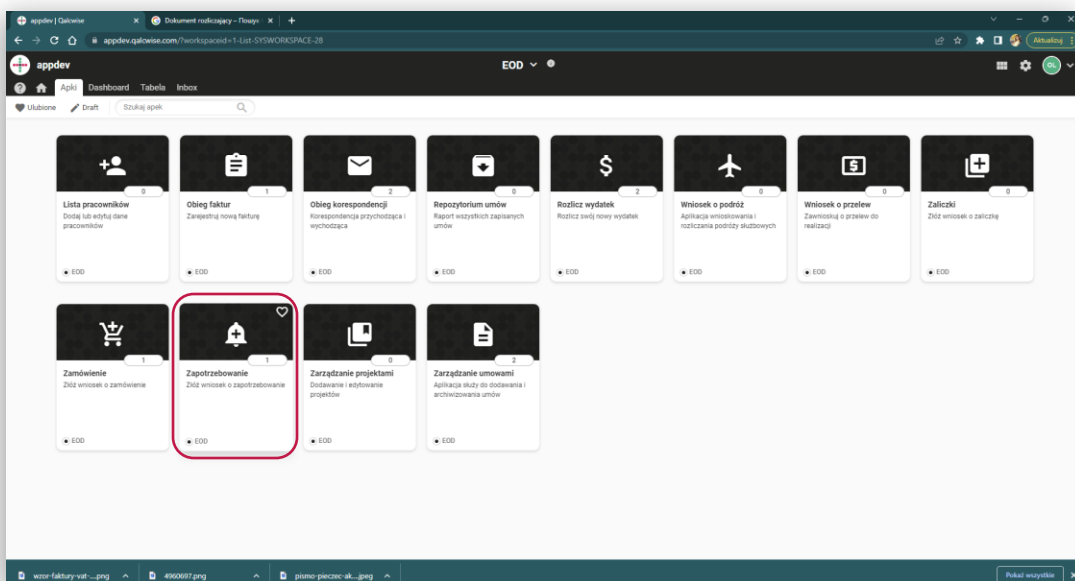 appdev | Qalcwise
Dokument rozliczający – Пошук
appdev.qalcwise.com/?workspaceid=1-List-SYSWORKSPACE-28
Aktualizuj
appdev
EOD
CL
Apki Dashboard Tabela Inbox
Ulubione Draft Szukaj apek
0 1 2 0 2 0 0 0
Lista pracowników
Dodaj lub edytuj dane
pracowników
EOD
Obieg faktur
Zarejestruj nową fakturę
EOD
Obieg korespondencji
Korespondencja przychodząca i
wychodząca
EOD
Repozytorium umów
Raport wszystkich zapisanych
umów
EOD
Rozlicz wydatek
Rozlicz swój nowy wydatek
EOD
Wniosek o podróż
Aplikacja wnioskowania i
rozliczania podróży służbowych
EOD
Wniosek o przelew
Zawnioskuj o przelew do
realizacji
EOD
Zaliczki
Złóż wniosek o zaliczkę
EOD
1 1 0 2
Zamówienie
Złóż wniosek o zamówienie
EOD
Zapotrzebowanie
Złóż wniosek o zapotrzebowanie
EOD
Zarządzanie projektami
Dodawanie i edytowanie
projektów
EOD
Zarządzanie umowami
Aplikacja służy do dodawania i
archiwizowania umów
EOD
wzor-faktury-vat-....png 4960697.png pismo-pieczec-ak....jpeg Pokaż wszystkie